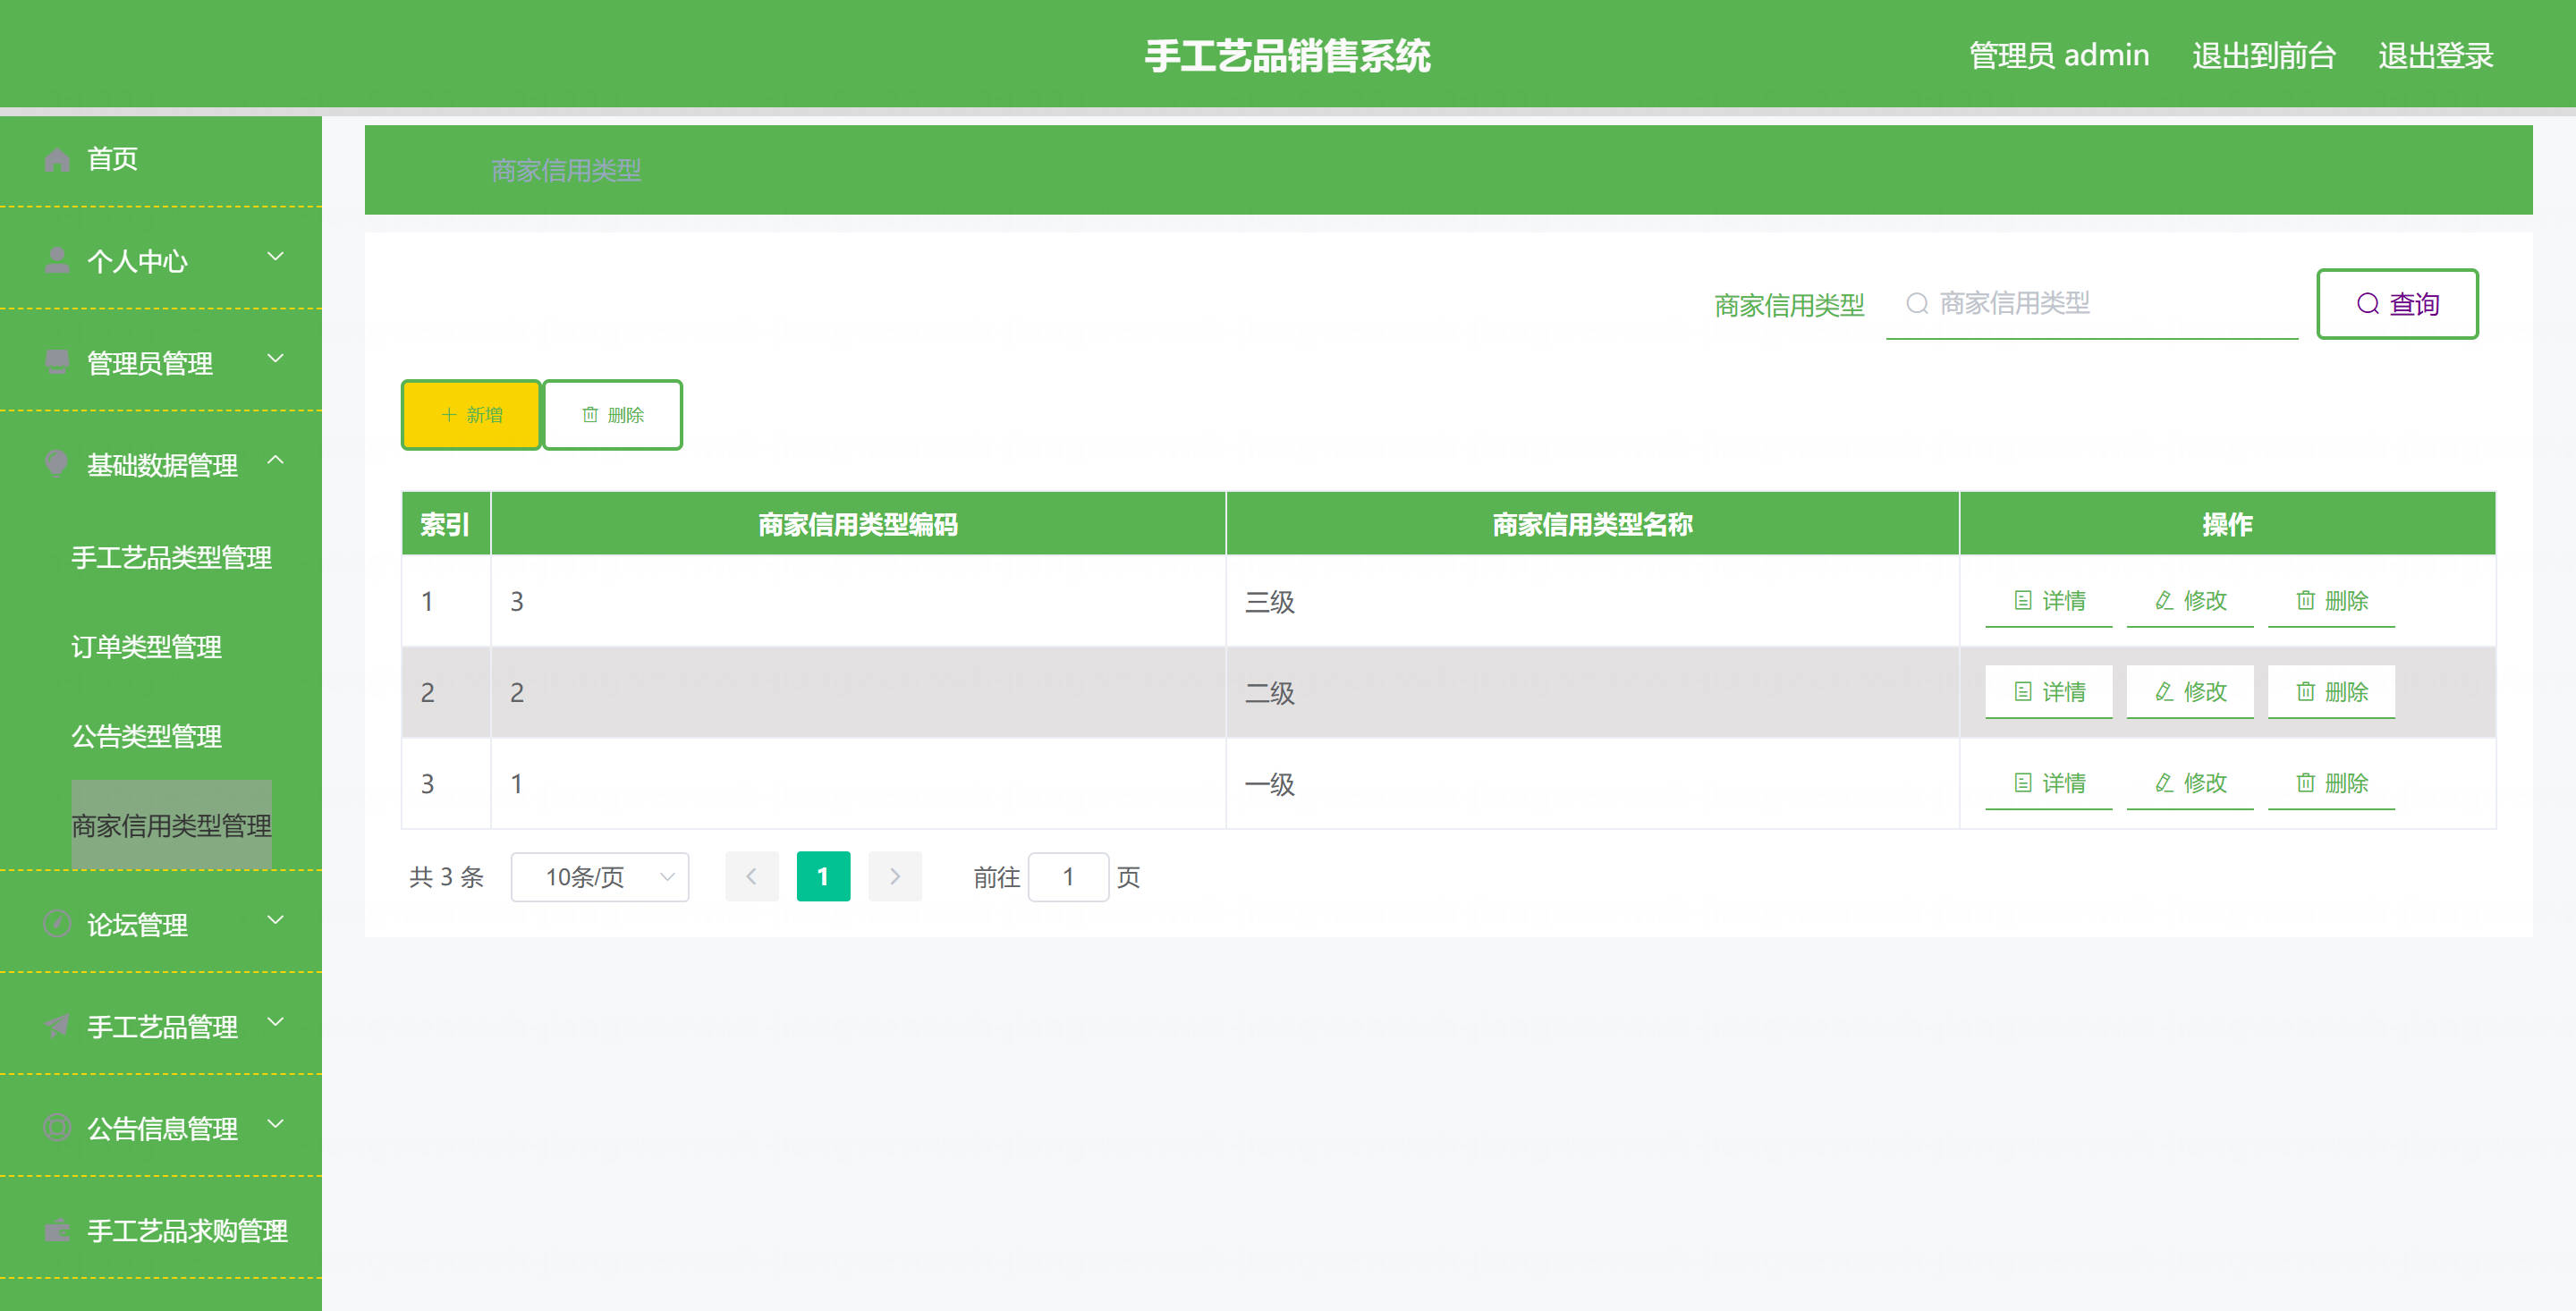 手工艺品销售系统
管理员 admin 退出到前台 退出登录
首页
个人中心
管理员管理
基础数据管理
手工艺品类型管理
订单类型管理
公告类型管理
商家信用类型管理
论坛管理
手工艺品管理
公告信息管理
手工艺品求购管理
商家信用类型
商家信用类型 商家信用类型 查询
新增 删除
索引 商家信用类型编码 商家信用类型名称 操作
1 3 三级 详情 修改 删除
2 2 二级 详情 修改 删除
3 1 一级 详情 修改 删除
共 3 条 10条/页 1 前往 1 页